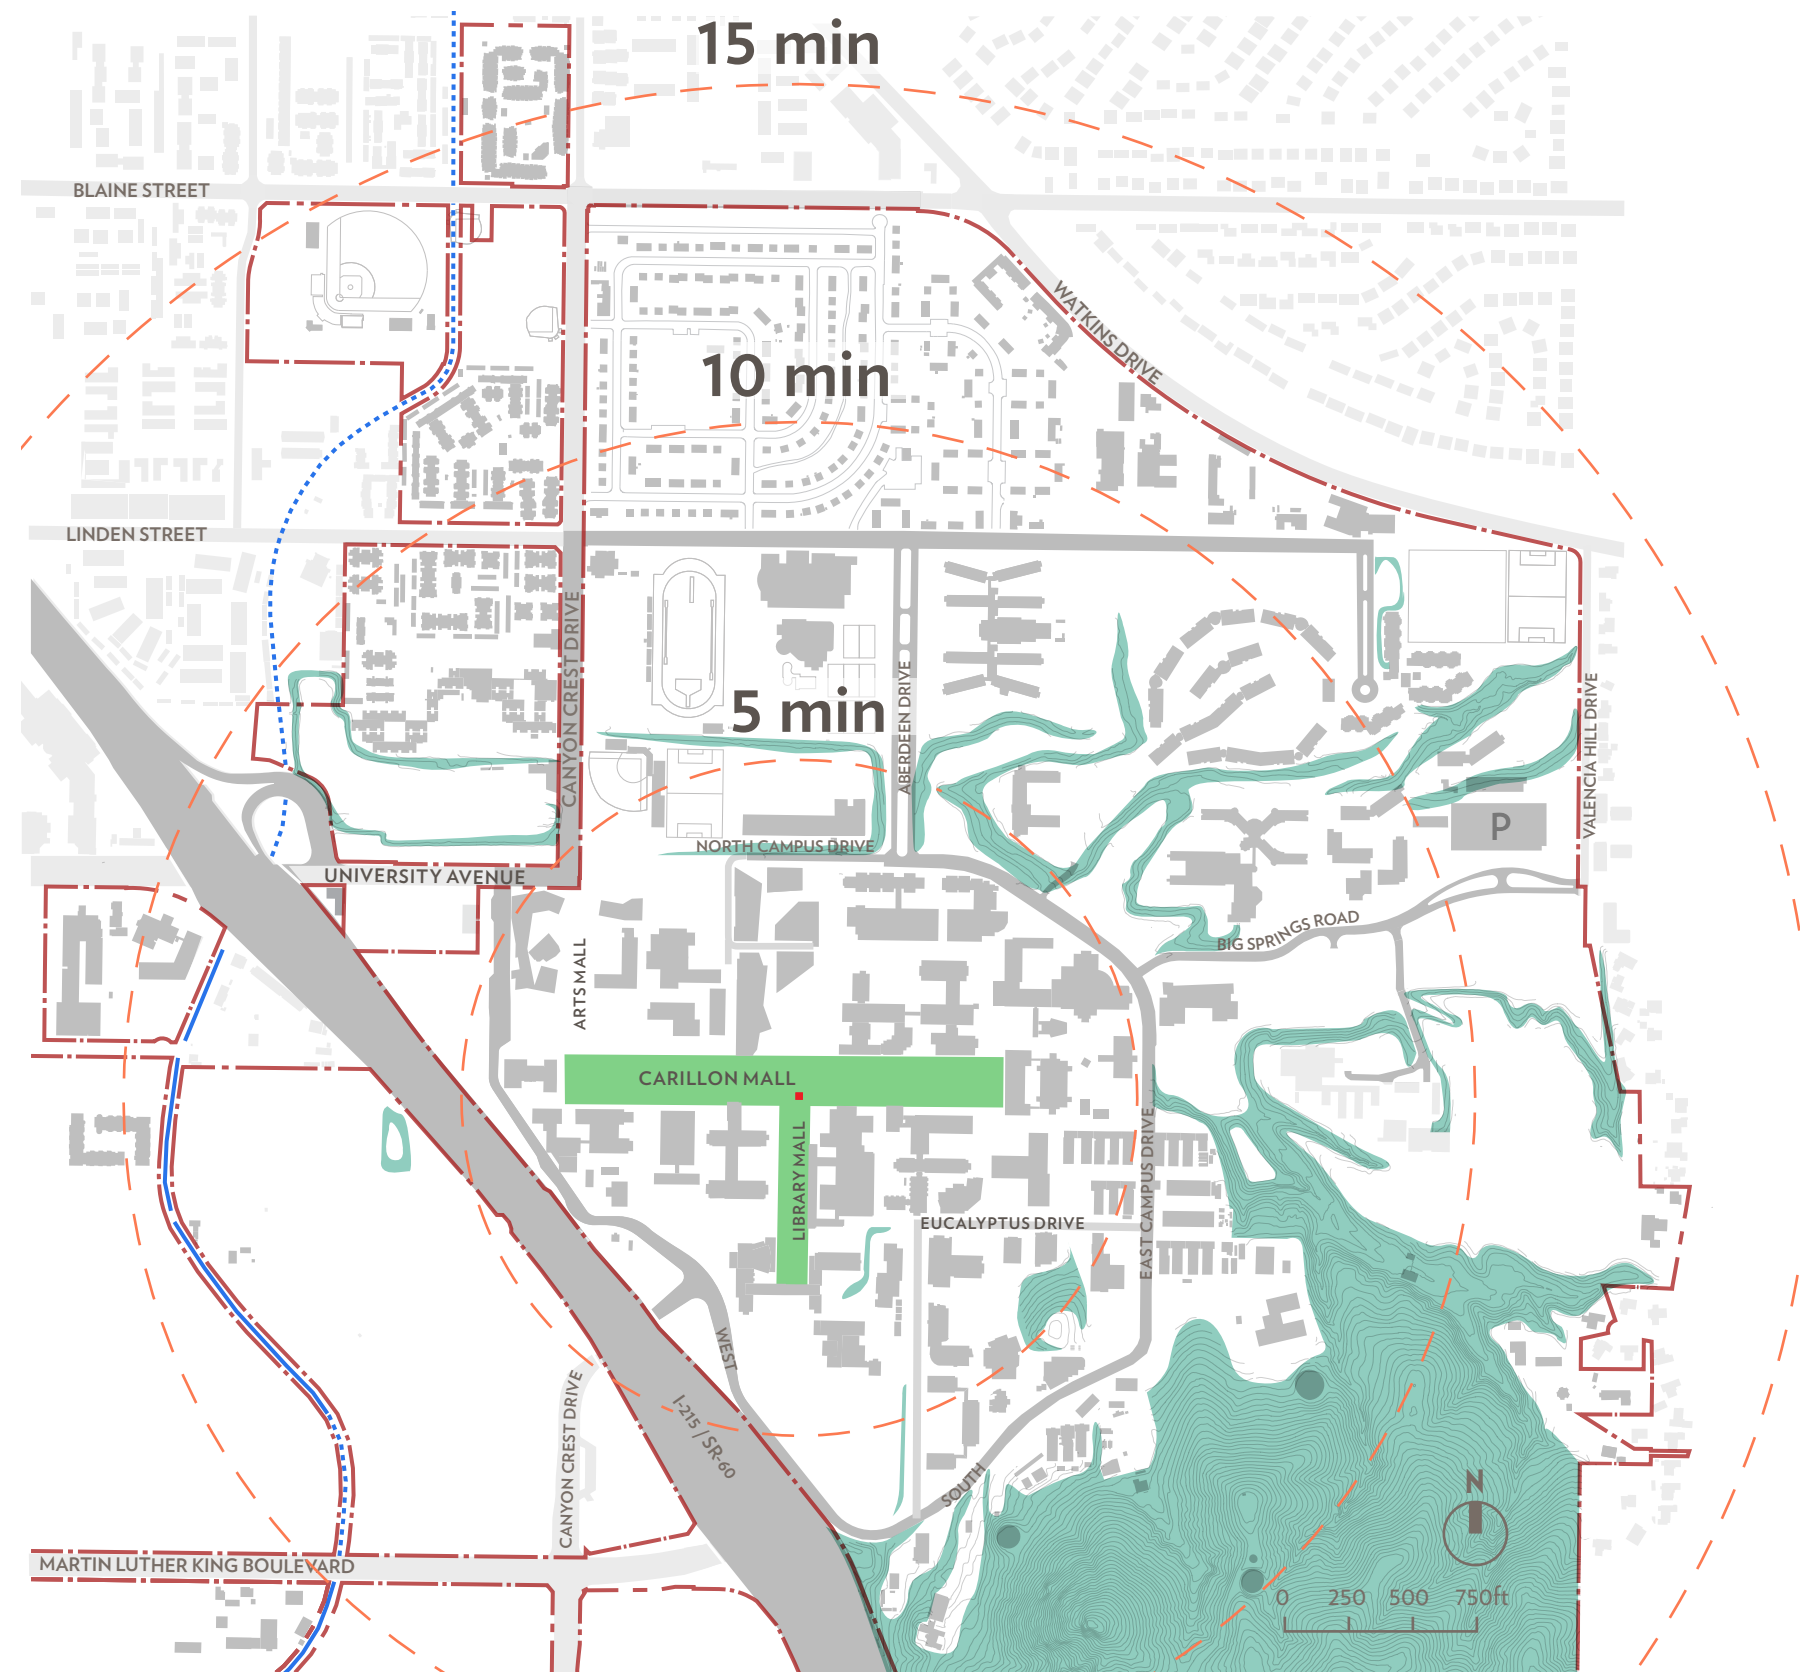 15 min
BLAINE STREET
WATKINS DRIVE
10 min
LINDEN STREET
CANYON CREST DRIVE
5 min
ABERDEEN DRIVE
VALENCIA HILL DRIVE
P
NORTH CAMPUS DRIVE
UNIVERSITY AVENUE
BIG SPRINGS ROAD
ARTS MALL
CARILLON MALL
LIBRARY MALL
EAST CAMPUS DRIVE
EUCALYPTUS DRIVE
WEST
CANYON CREST DRIVE
I-215 / SR-60
SOUTH
N
MARTIN LUTHER KING BOULEVARD
0 250 500 750ft